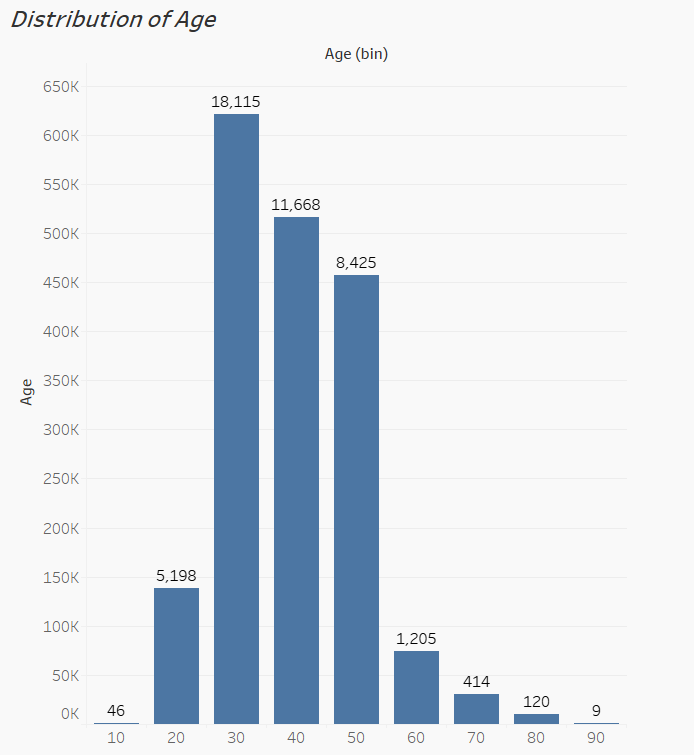 Distribution of Age
Age (bin)
650K
600K
550K
500K
450K
400K
350K
300K
250K
200K
150K
100K
50K
0K
Age
46
5,198
18,115
11,668
8,425
1,205
414
120
9
10 20 30 40 50 60 70 80 90